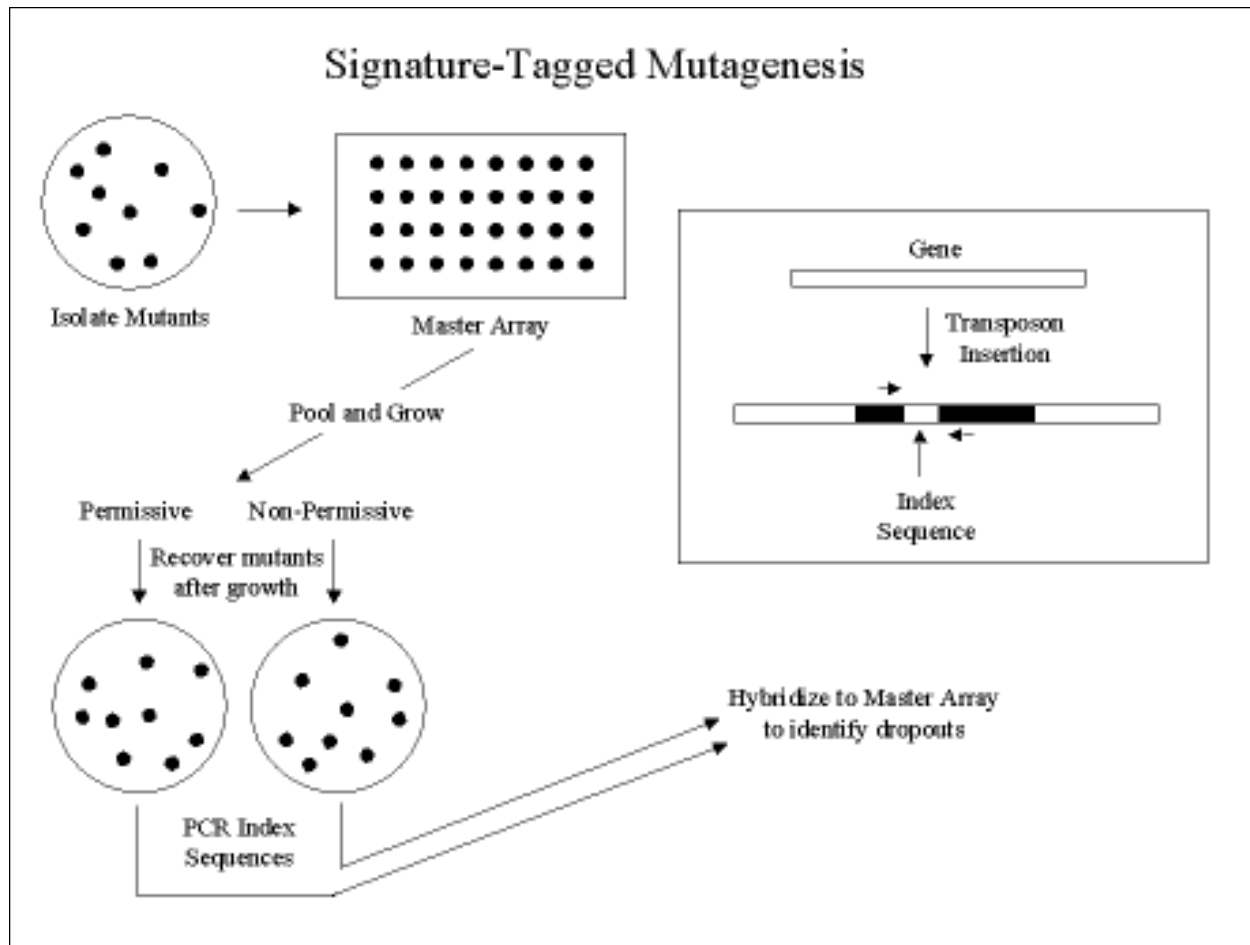 Signature-Tagged Mutagenesis
Isolate Mutants
Master Array
Pool and Grow
Permissive
Non-Permissive
Recover mutants
after growth
PCR Index
Sequences
Hybridize to Master Array
to identify dropouts
Gene
Transposon
Insertion
Index
Sequence